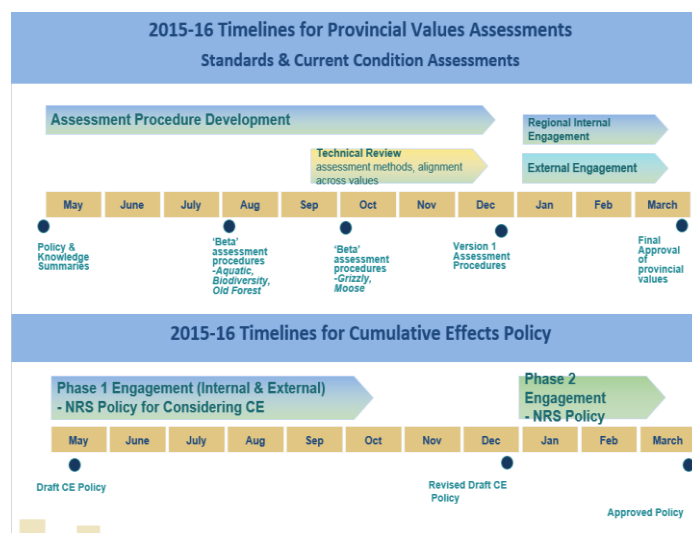 2015-16 Timelines for Provincial Values Assessments
Standards & Current Condition Assessments
Assessment Procedure Development
Regional Internal
Engagement
Technical Review
assessment methods, alignment
across values
External Engagement
May June July Aug Sep Oct Nov Dec Jan Feb March
Policy &
Knowledge
Summaries
'Beta'
assessment
procedures
-Aquatic,
Biodiversity,
Old Forest
'Beta'
assessment
procedures
-Grizzly,
Moose
Version 1
Assessment
Procedures
Final
Approval
of
provincial
values
2015-16 Timelines for Cumulative Effects Policy
Phase 1 Engagement (Internal & External)
- NRS Policy for Considering CE
Phase 2
Engagement
- NRS Policy
May June July Aug Sep Oct Nov Dec Jan Feb March
Draft CE Policy
Revised Draft CE
Policy
Approved Policy